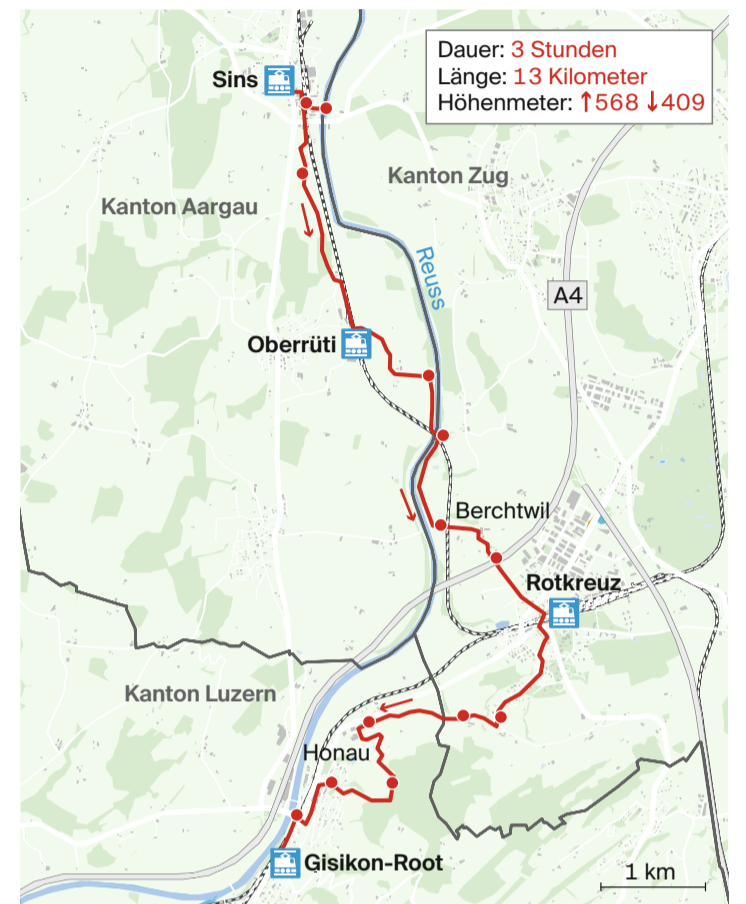 Dauer: 3 Stunden
Länge: 13 Kilometer
Höhenmeter: ↑568 ↓409
Sins
Kanton Zug
Kanton Aargau
Reuss
A4
Oberrüti
Berchtwil
Rotkreuz
Kanton Luzern
Honau
Gisikon-Root
1 km